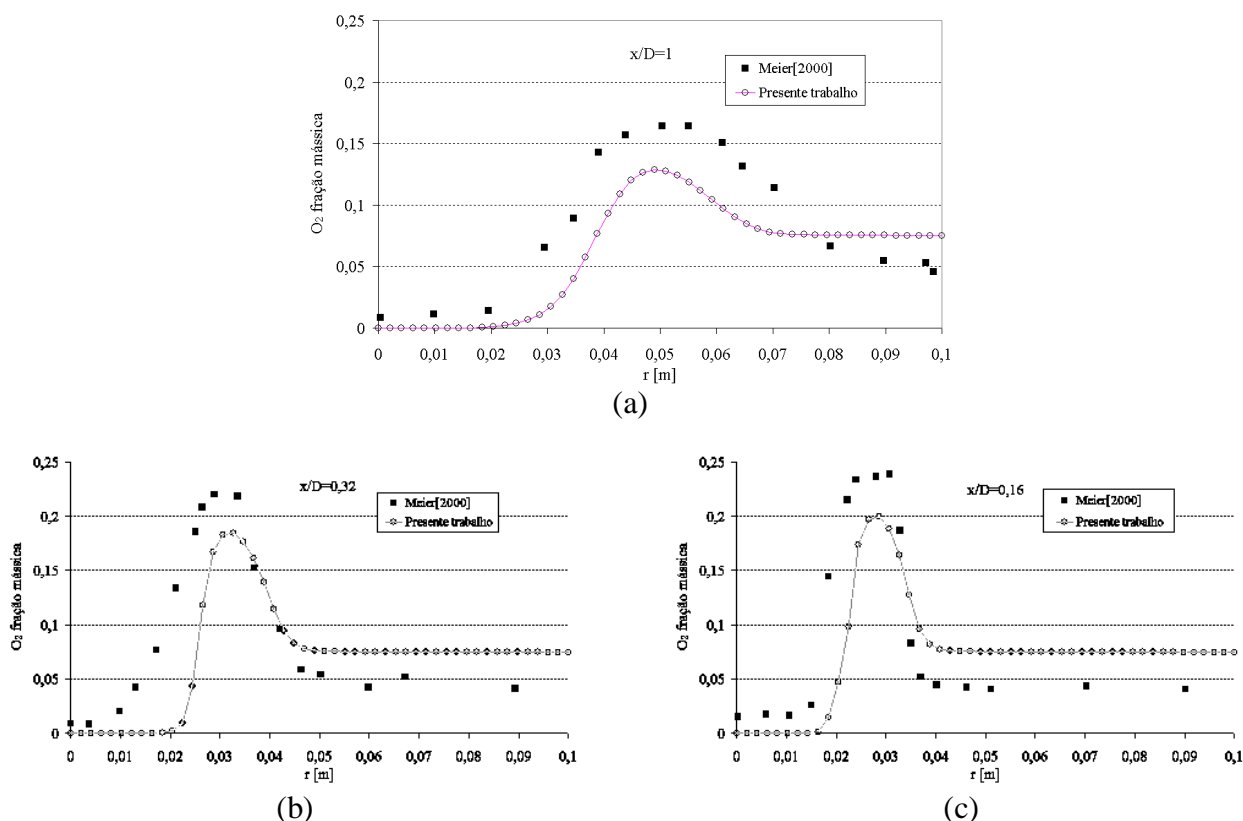 0,25
x/D=1
Meier[2000]
Presente trabalho
0,2
0,15
0,1
0,05
0
O₂ fração mássica
0 0,01 0,02 0,03 0,04 0,05 0,06 0,07 0,08 0,09 0,1
r [m]
(a)
0,25
x/D=0,32
Meier[2000]
Presente trabalho
0,2
0,15
0,1
0,05
0
O₂ fração mássica
0 0,01 0,02 0,03 0,04 0,05 0,06 0,07 0,08 0,09 0,1
r [m]
(b)
0,25
x/D=0,16
Meier[2000]
Presente trabalho
0,2
0,15
0,1
0,05
0
O₂ fração mássica
0 0,01 0,02 0,03 0,04 0,05 0,06 0,07 0,08 0,09 0,1
r [m]
(c)